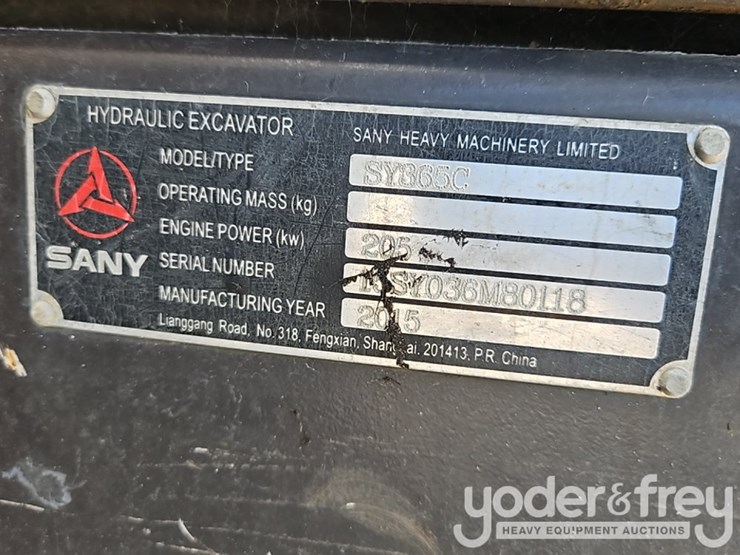 HYDRAULIC EXCAVATOR
SANY HEAVY MACHINERY LIMITED
MODEL/TYPE SY365C
OPERATING MASS (kg)
ENGINE POWER (kw) 205
SERIAL NUMBER
MANUFACTURING YEAR 2015
Lianggang Road, No.318, Fengxian, Shanghai, 201413, P.R. China
SANY
yoder&frey
HEAVY EQUIPMENT AUCTIONS